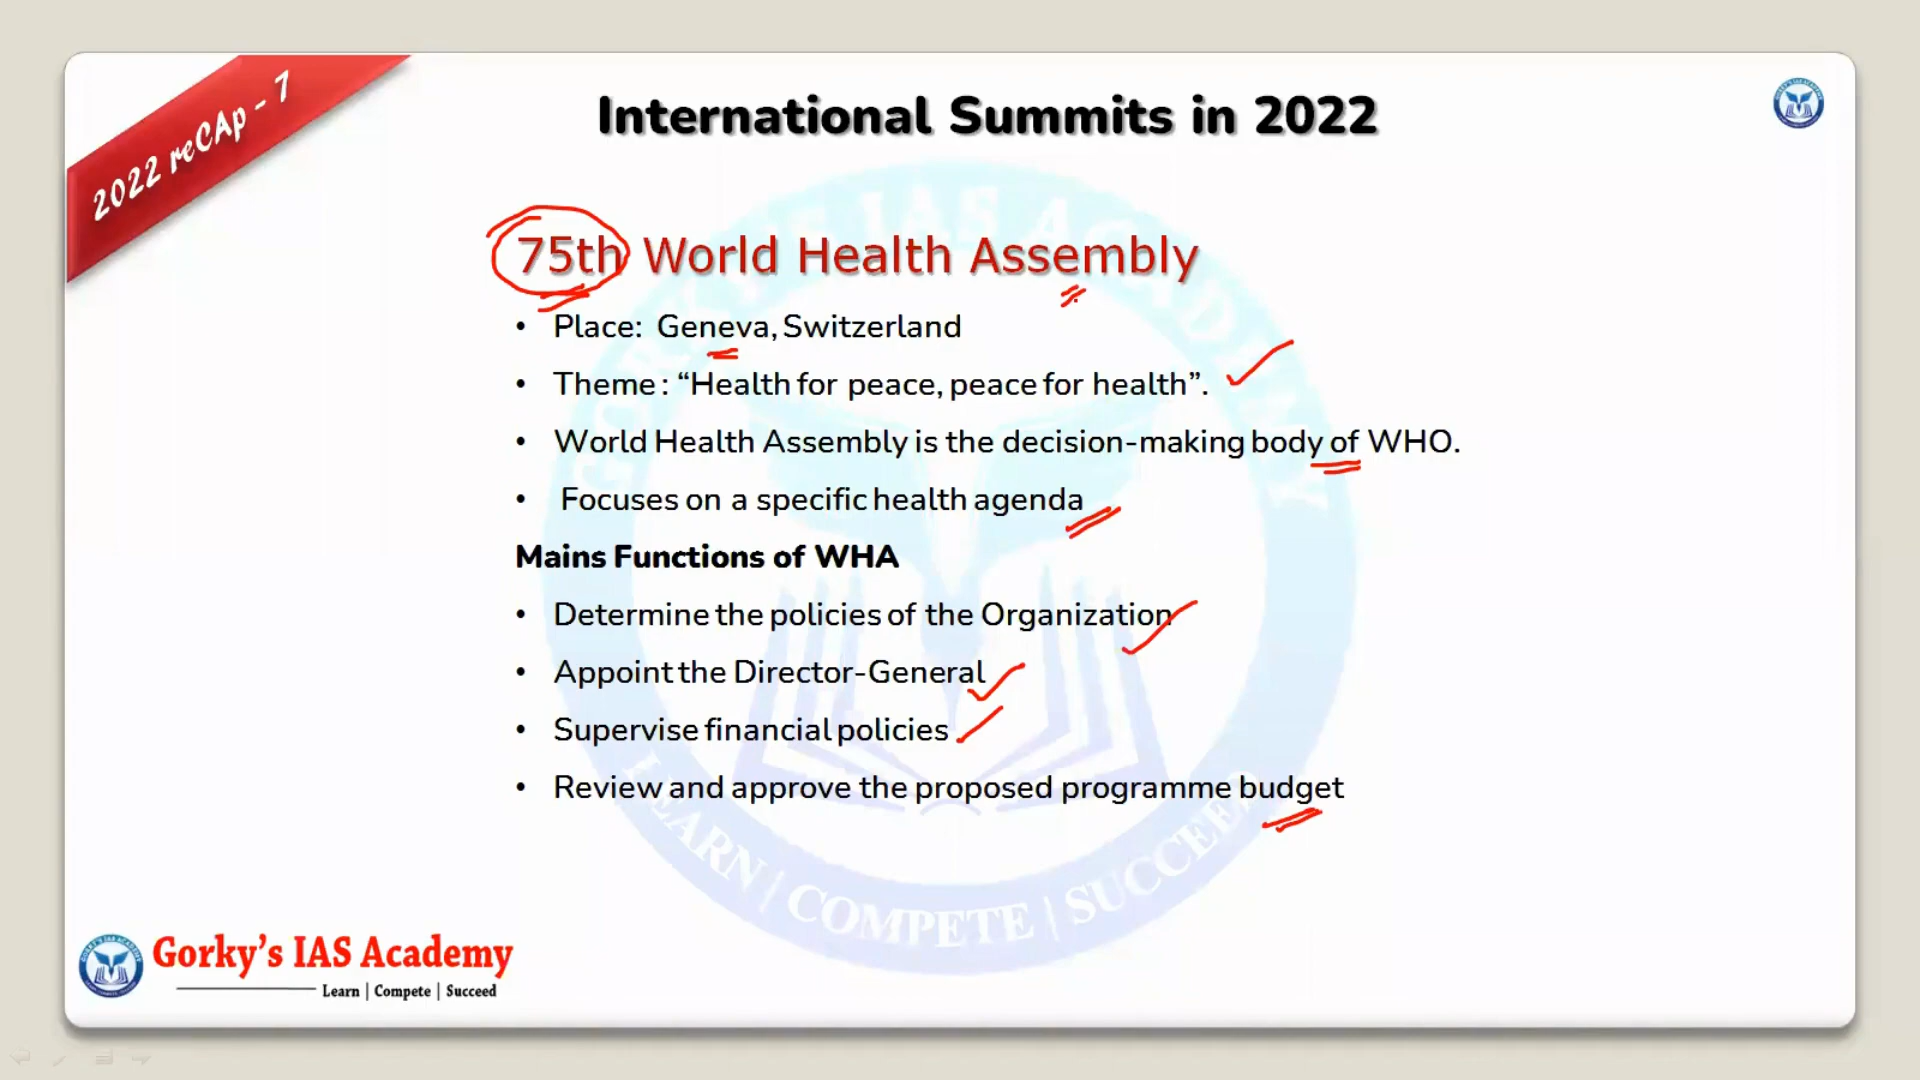 2022 reCAp - 7
International Summits in 2022
75th World Health Assembly
• Place: Geneva, Switzerland
• Theme : “Health for peace, peace for health”.
• World Health Assembly is the decision-making body of WHO.
• Focuses on a specific health agenda
Mains Functions of WHA
• Determine the policies of the Organization
• Appoint the Director-General
• Supervise financial policies
• Review and approve the proposed programme budget
GORKY'S IAS ACADEMY
LEARN | COMPETE | SUCCEED
Gorky’s IAS Academy
Learn | Compete | Succeed